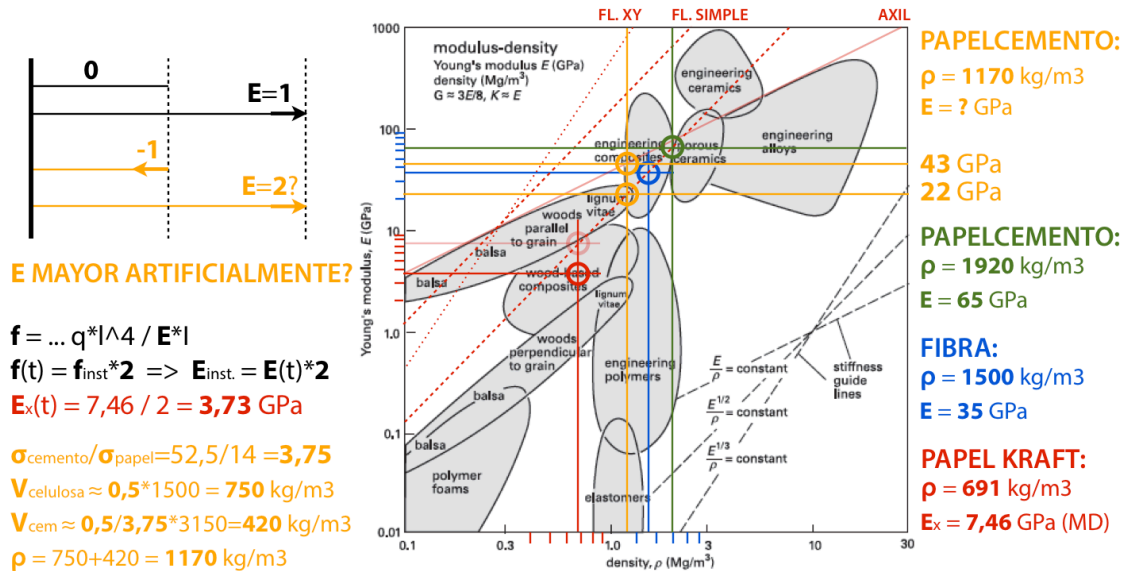 FL. XY
FL. SIMPLE
AXIL
0
E=1
-1
E=2?
E MAYOR ARTIFICIALMENTE?
f = ... q*l^4 / E*I
f(t) = finst*2 => Einst. = E(t)*2
Ex(t) = 7,46 / 2 = 3,73 GPa
σcemento/σpapel=52,5/14 =3,75
Vcelulosa ≈ 0,5*1500 = 750 kg/m3
Vcem ≈ 0,5/3,75*3150=420 kg/m3
ρ = 750+420 = 1170 kg/m3
1000
100
10
1.0
0,1
0.01
Young's modulus, E (GPa)
modulus-density
Young's modulus E (GPa)
density (Mg/m³)
G ≈ 3E/8, K ≈ E
engineering
ceramics
engineering
composites
porous
ceramics
engineering
alloys
lignum
vitae
woods
parallel
to grain
balsa
balsa
wood-based
composites
lignum
vitae
woods
perpendicular
to grain
engineering
polymers
balsa
balsa
polymer
foams
elastomers
E/ρ = constant
E^1/2/ρ = constant
E^1/3/ρ = constant
stiffness
guide
lines
0.1
0.3
1.0
3
10
30
density, ρ (Mg/m³)
PAPELCEMENTO:
ρ = 1170 kg/m3
E = ? GPa
43 GPa
22 GPa
PAPELCEMENTO:
ρ = 1920 kg/m3
E = 65 GPa
FIBRA:
ρ = 1500 kg/m3
E = 35 GPa
PAPEL KRAFT:
ρ = 691 kg/m3
Ex = 7,46 GPa (MD)